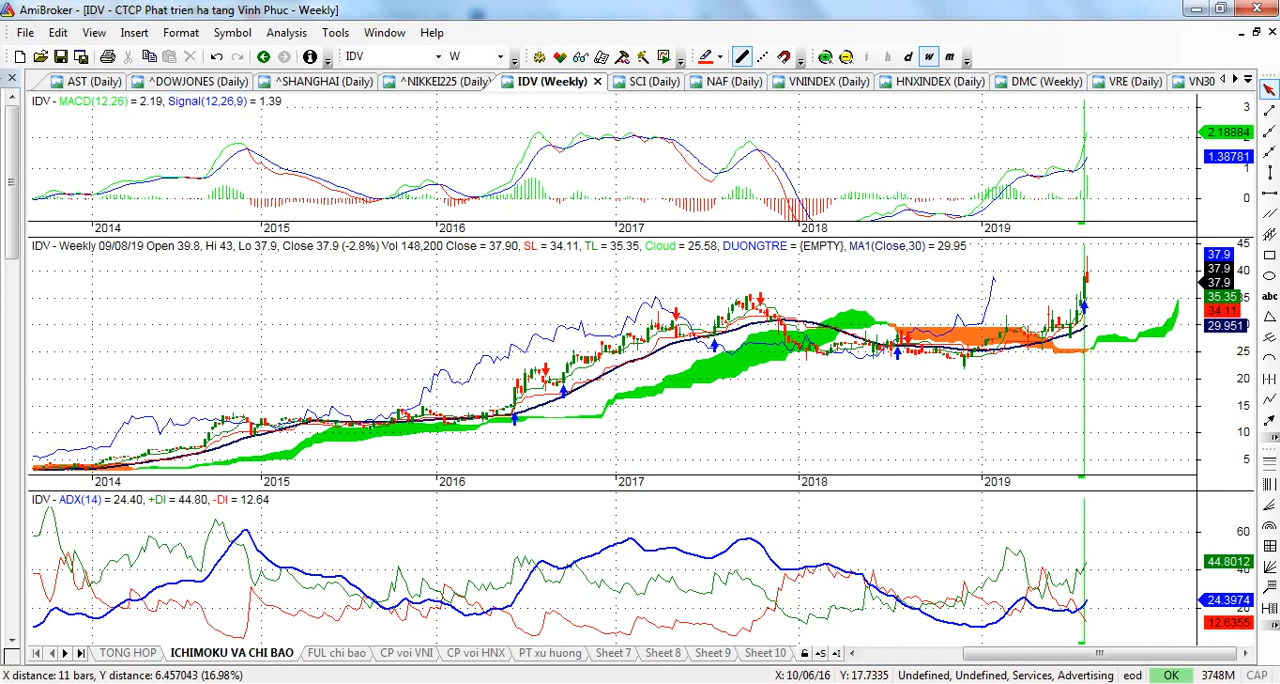 AmiBroker - [IDV - CTCP Phat trien ha tang Vinh Phuc - Weekly]
File Edit View Insert Format Symbol Analysis Tools Window Help
IDV W h d w m
AST (Daily) ^DOWJONES (Daily) ^SHANGHAI (Daily) ^NIKKEI225 (Daily) IDV (Weekly) SCI (Daily) NAF (Daily) VNINDEX (Daily) HNXINDEX (Daily) DMC (Weekly) VRE (Daily) VN30
IDV - MACD(12,26) = 2.19, Signal(12,26,9) = 1.39
3
2.18884
1.38781
1
0
2014 2015 2016 2017 2018 2019
IDV - Weekly 09/08/19 Open 39.8, Hi 43, Lo 37.9, Close 37.9 (-2.8%) Vol 148,200 Close = 37.90, SL = 34.11, TL = 35.35, Cloud = 25.58, DUONGTRE = {EMPTY}, MA1(Close,30) = 29.95
45
37.9
37.9 40
37.9
35.35
34.11
29.951
25
20
15
10
5
2014 2015 2016 2017 2018 2019
IDV - ADX(14) = 24.40, +DI = 44.80, -DI = 12.64
60
44.8012
40
24.3974
20
12.6355
abc
TONG HOP ICHIMOKU VA CHI BAO FUL chi bao CP voi VNI CP voi HNX PT xu huong Sheet 7 Sheet 8 Sheet 9 Sheet 10
X distance: 11 bars, Y distance: 6.457043 (16.98%) X: 10/06/16 Y: 17.7335 Undefined, Undefined, Services, Advertising eod OK 3748M CAP